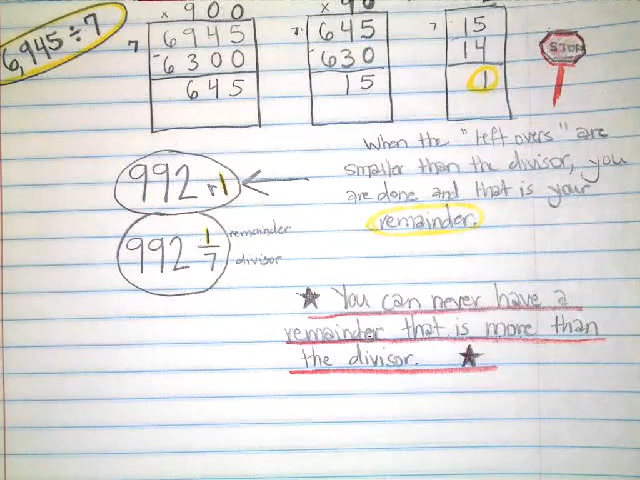 6,945 ÷ 7
x 900
7
6945
-6300
645
7
645
-630
15
7
15
14
1
STOP
When the "left overs" are
smaller than the divisor, you
are done and that is your
remainder.
992 r1
992 1/7
remainder
divisor
★ You can never have a
remainder that is more than
the divisor. ★